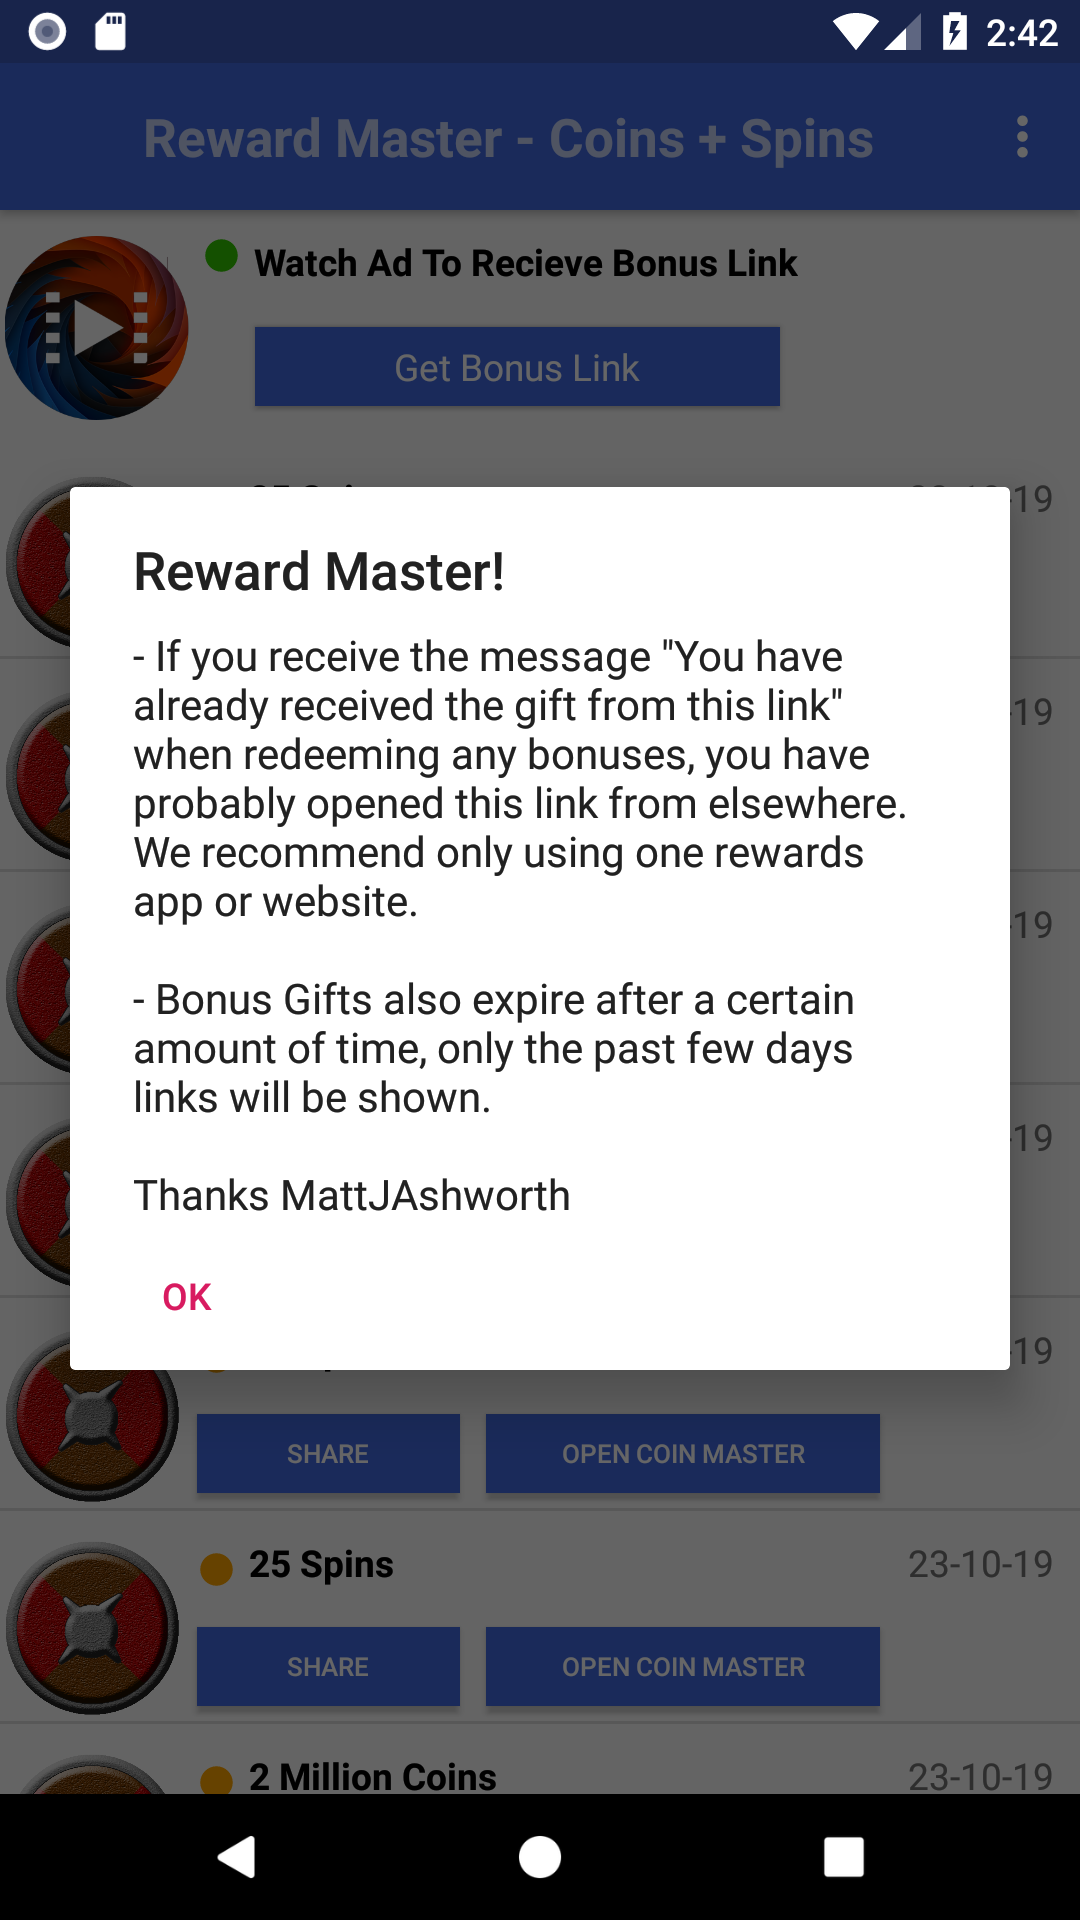 2:42
Reward Master - Coins + Spins
Watch Ad To Recieve Bonus Link
Get Bonus Link
19
Reward Master!
- If you receive the message "You have
already received the gift from this link"
when redeeming any bonuses, you have
probably opened this link from elsewhere.
We recommend only using one rewards
app or website.
- Bonus Gifts also expire after a certain
amount of time, only the past few days
links will be shown.
Thanks MattJAshworth
OK
-19
-19
-19
-19
SHARE OPEN COIN MASTER
25 Spins 23-10-19
SHARE OPEN COIN MASTER
2 Million Coins 23-10-19